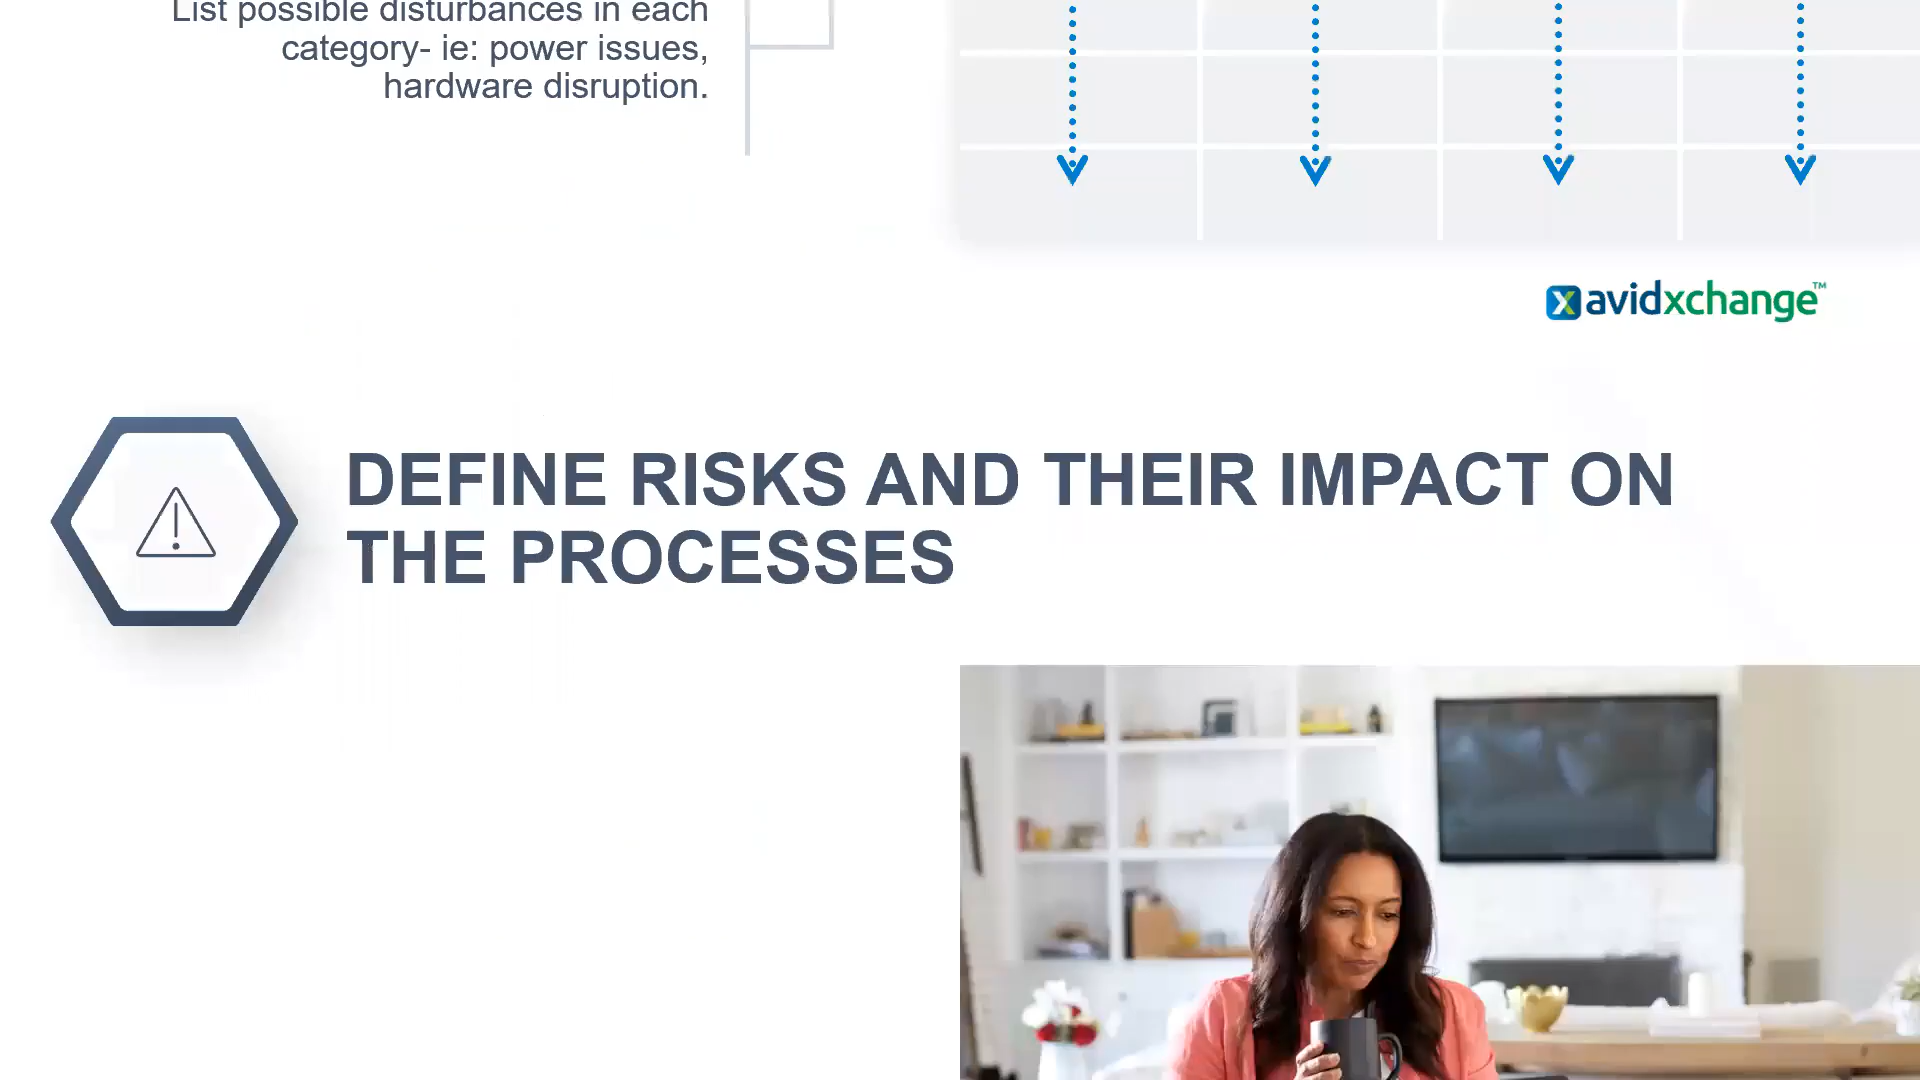 List possible disturbances in each
category- ie: power issues,
hardware disruption.
avidxchange™
DEFINE RISKS AND THEIR IMPACT ON
THE PROCESSES